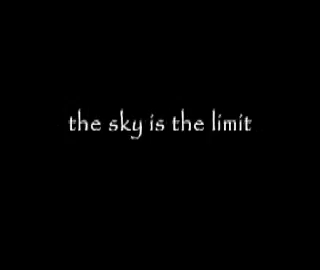 the sky is the limit